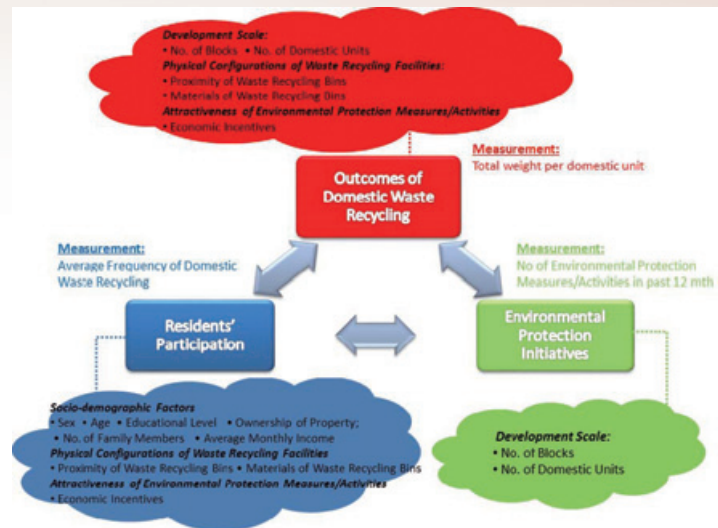 Development Scale:
• No. of Blocks • No. of Domestic Units
Physical Configurations of Waste Recycling Facilities:
• Proximity of Waste Recycling Bins
• Materials of Waste Recycling Bins
Attractiveness of Environmental Protection Measures/Activities
• Economic Incentives
Measurement:
Total weight per domestic unit
Outcomes of
Domestic Waste
Recycling
Measurement:
Average Frequency of Domestic
Waste Recycling
Measurement:
No of Environmental Protection
Measures/Activities in past 12 mth
Residents'
Participation
Environmental
Protection
Initiatives
Socio-demographic Factors
• Sex • Age • Educational Level • Ownership of Property;
• No. of Family Members • Average Monthly Income
Physical Configurations of Waste Recycling Facilities
• Proximity of Waste Recycling Bins • Materials of Waste Recycling Bins
Attractiveness of Environmental Protection Measures/Activities
• Economic Incentives
Development Scale:
• No. of Blocks
• No. of Domestic Units